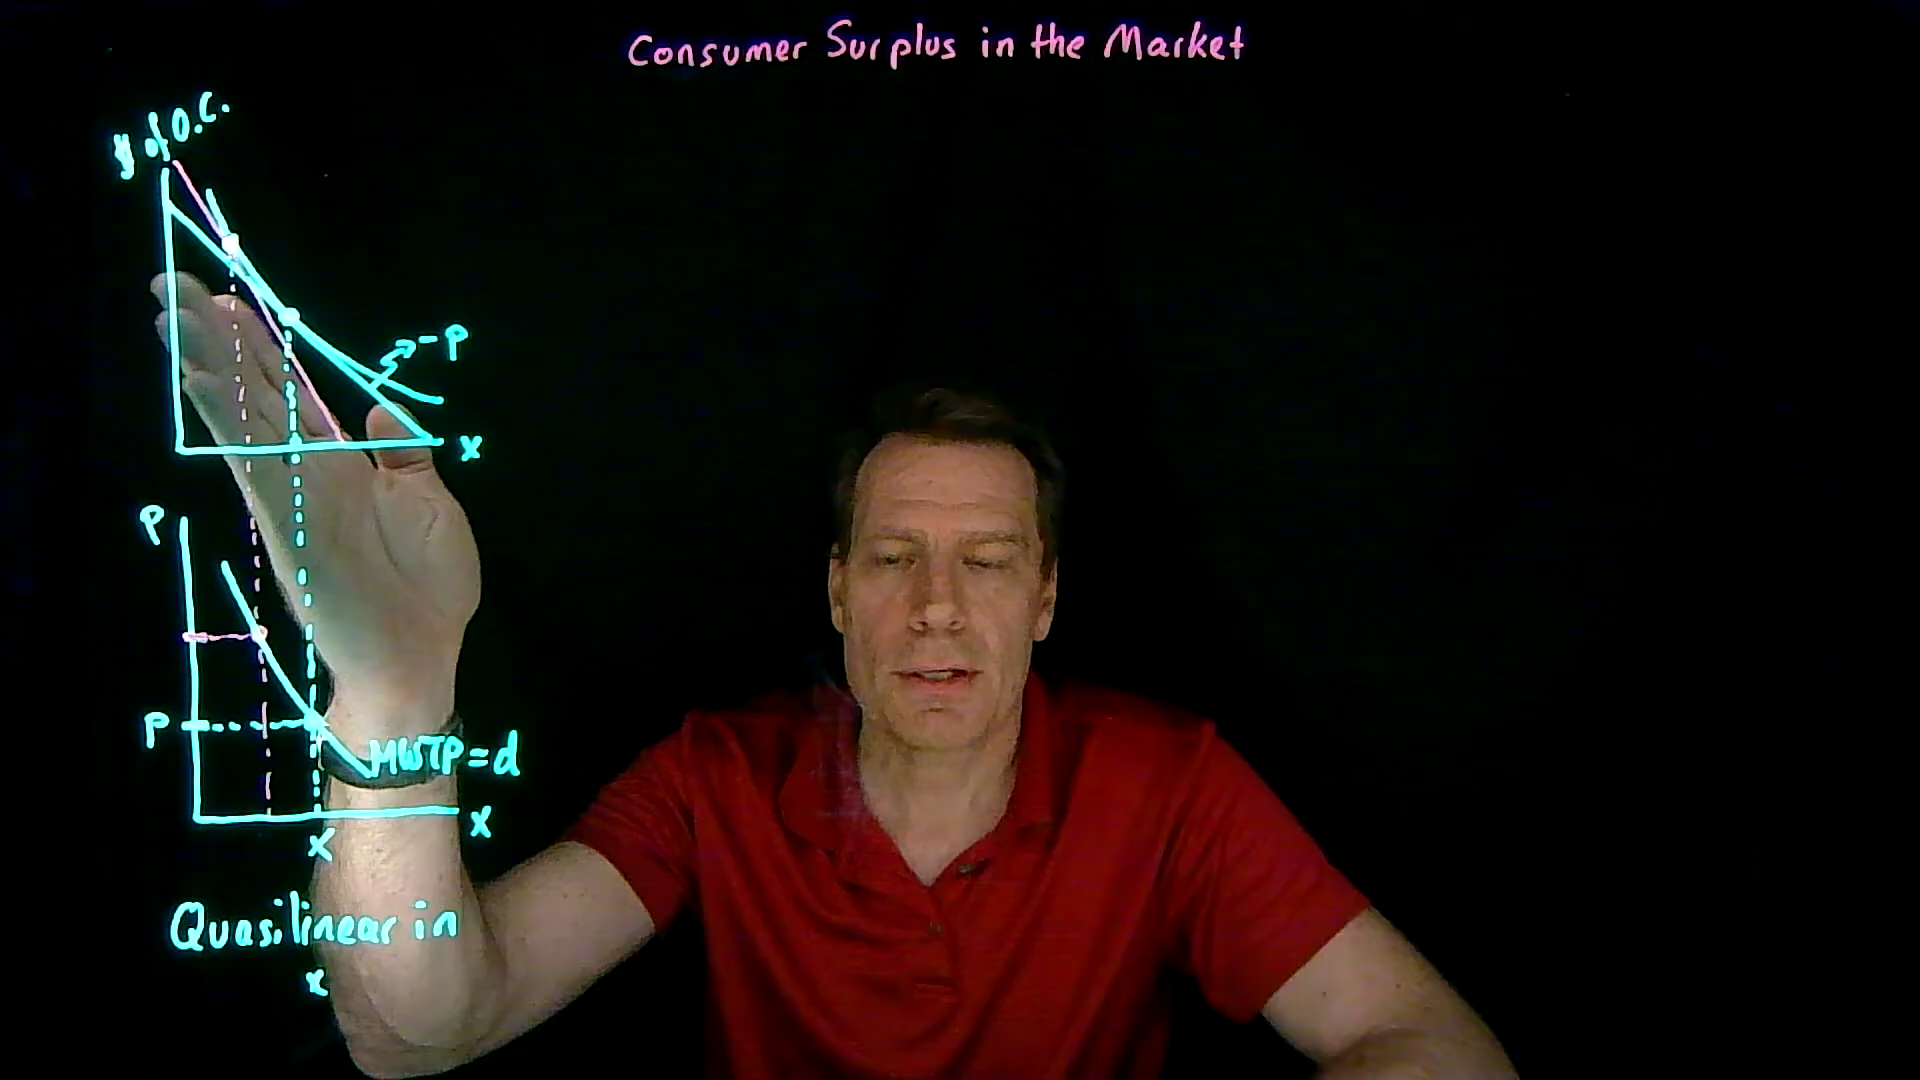 Consumer Surplus in the Market
$ of O.C.
-P
x
P
P
MWTP=d
x
x
Quasilinear in
x